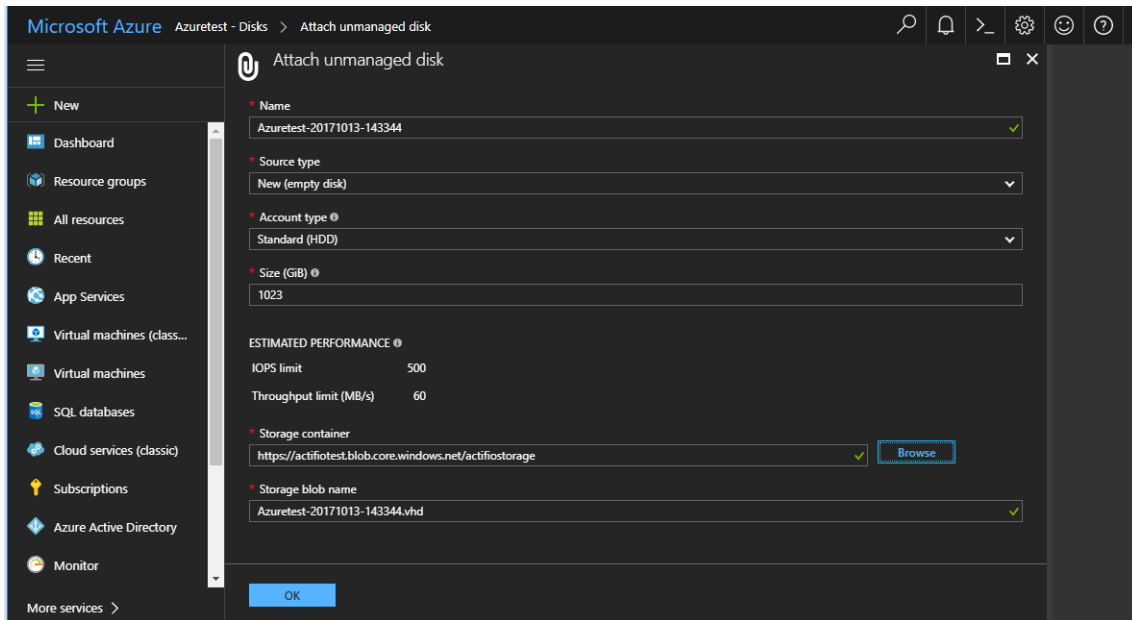 Microsoft Azure Azuretest - Disks > Attach unmanaged disk
Attach unmanaged disk
New
Dashboard
Resource groups
All resources
Recent
App Services
Virtual machines (class...
Virtual machines
SQL databases
Cloud services (classic)
Subscriptions
Azure Active Directory
Monitor
More services >
* Name
Azuretest-20171013-143344
* Source type
New (empty disk)
* Account type
Standard (HDD)
* Size (GiB)
1023
ESTIMATED PERFORMANCE
IOPS limit 500
Throughput limit (MB/s) 60
* Storage container
https://actifiotest.blob.core.windows.net/actifiostorage
Browse
* Storage blob name
Azuretest-20171013-143344.vhd
OK